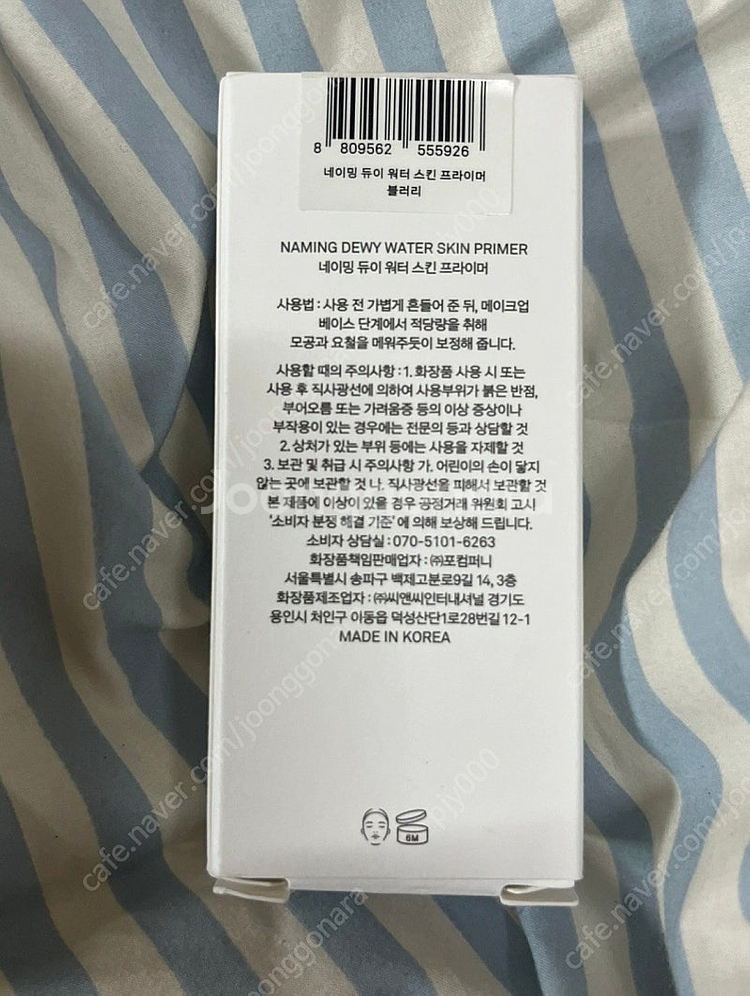 8 809562 555926
네이밍 듀이 워터 스킨 프라이머
블러리
NAMING DEWY WATER SKIN PRIMER
네이밍 듀이 워터 스킨 프라이머
사용법 : 사용 전 가볍게 흔들어 준 뒤, 메이크업
베이스 단계에서 적당량을 취해
모공과 요철을 메워주듯이 보정해 줍니다.
사용할 때의 주의사항 : 1. 화장품 사용 시 또는
사용 후 직사광선에 의하여 사용부위가 붉은 반점,
부어오름 또는 가려움증 등의 이상 증상이나
부작용이 있는 경우에는 전문의 등과 상담할 것
2. 상처가 있는 부위 등에는 사용을 자제할 것
3. 보관 및 취급 시 주의사항 가. 어린이의 손이 닿지
않는 곳에 보관할 것 나. 직사광선을 피해서 보관할 것
본 제품에 이상이 있을 경우 공정거래 위원회 고시
'소비자 분쟁 해결 기준' 에 의해 보상해 드립니다.
소비자 상담실 : 070-5101-6263
화장품책임판매업자 : ㈜포컴퍼니
서울특별시 송파구 백제고분로9길 14, 3층
화장품제조업자 : ㈜씨앤씨인터내셔널 경기도
용인시 처인구 이동읍 덕성산단1로28번길 12-1
MADE IN KOREA
6M
cafe.naver.com/joonggonara